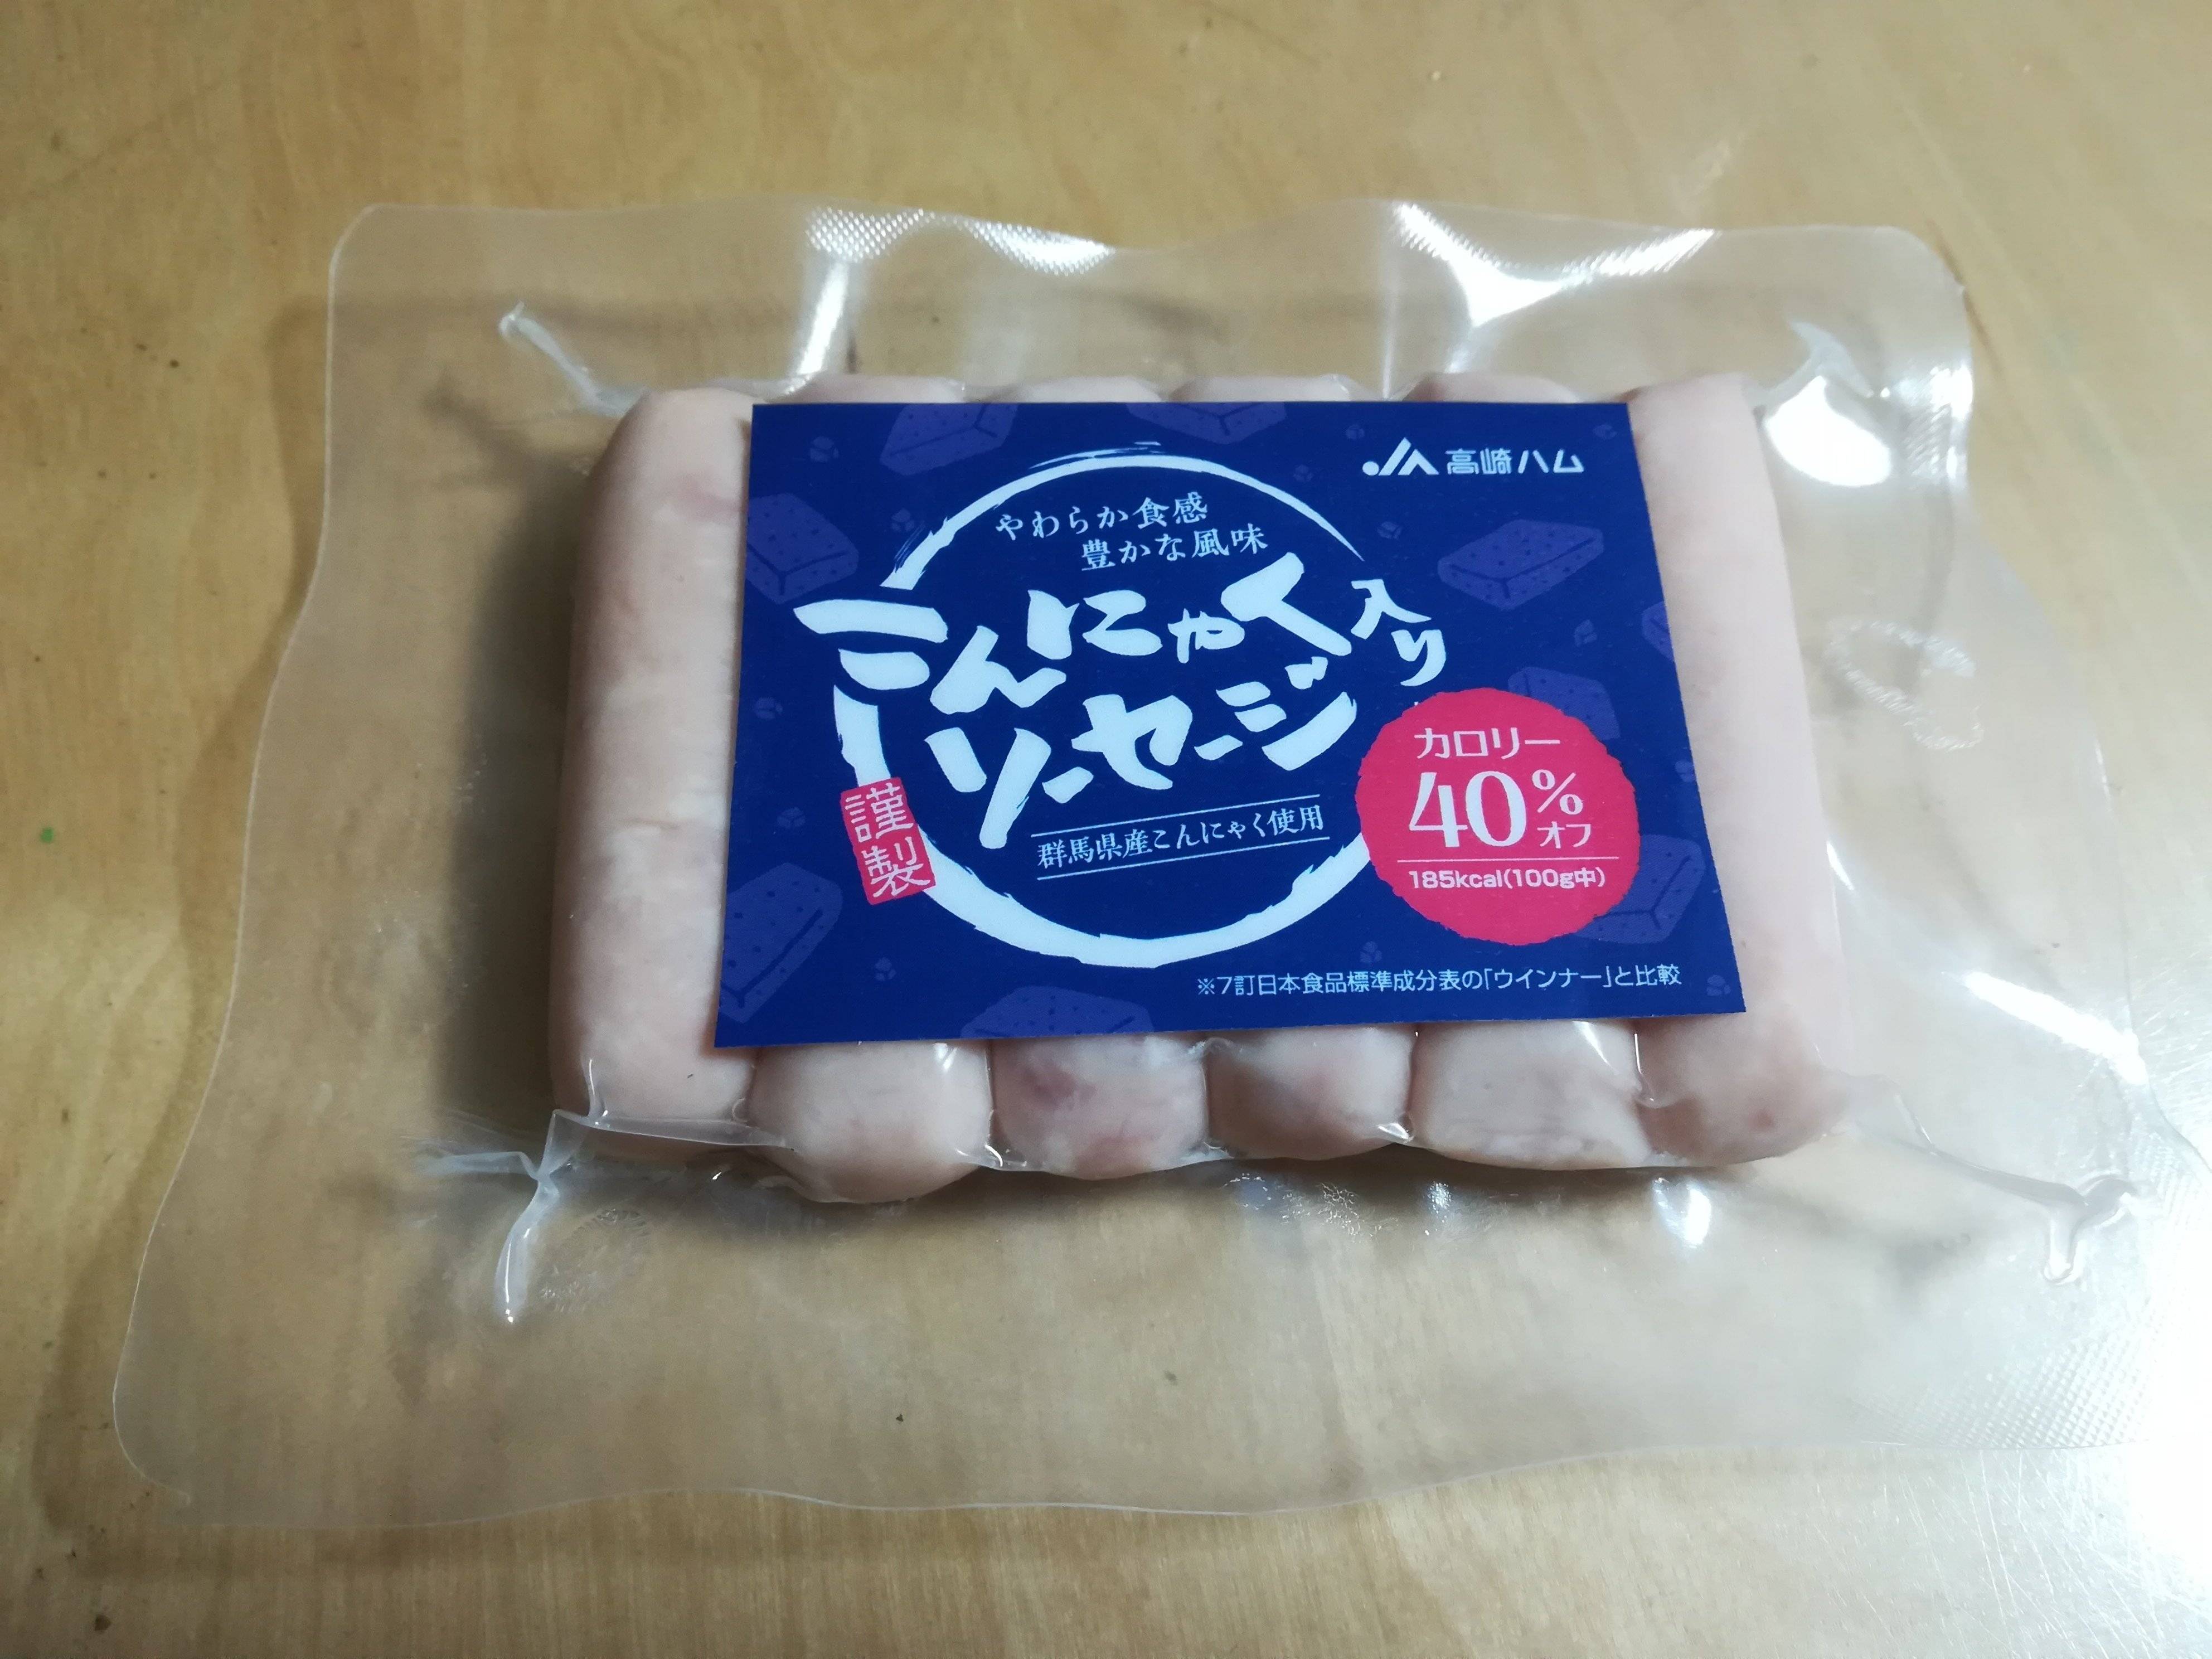 JA高崎ハム
やわらか食感
豊かな風味
こんにゃく入り
ソーセージ
謹製
群馬県産こんにゃく使用
カロリー
40%
オフ
185kcal(100g中)
※7訂日本食品標準成分表の「ウインナー」と比較